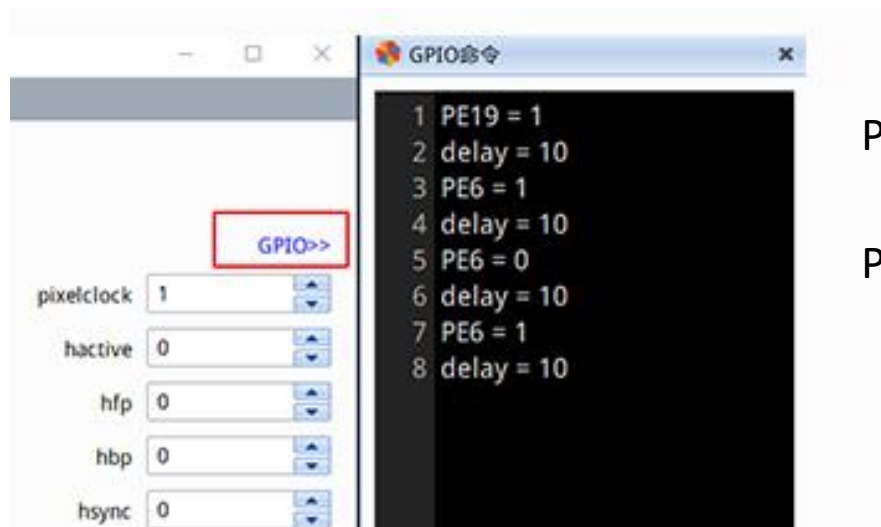 GPIO命令
1 PE19 = 1
2 delay = 10
3 PE6 = 1
4 delay = 10
5 PE6 = 0
6 delay = 10
7 PE6 = 1
8 delay = 10
GPIO>>
pixelclock 1
hactive 0
hfp 0
hbp 0
hsync 0
P
P